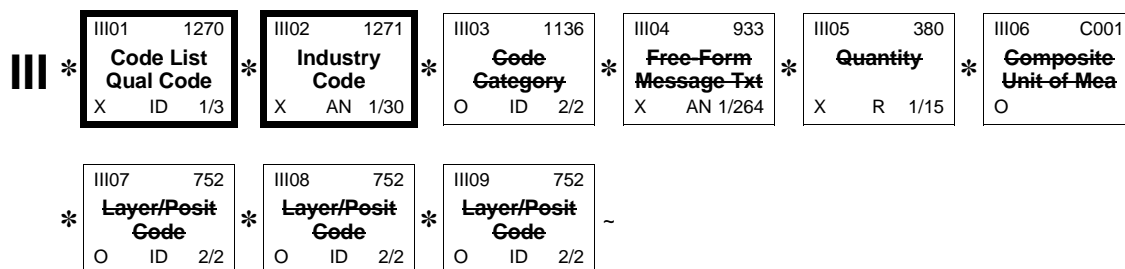 III01 1270 III02 1271 III03 1136 III04 933 III05 380 III06 C001
III * Code List * Industry * Code * Free-Form * Quantity * Composite
Qual Code Code Category Message Txt Unit of Mea
X ID 1/3 X AN 1/30 O ID 2/2 X AN 1/264 X R 1/15 O
III07 752 III08 752 III09 752
* Layer/Posit * Layer/Posit * Layer/Posit ~
Code Code Code
O ID 2/2 O ID 2/2 O ID 2/2